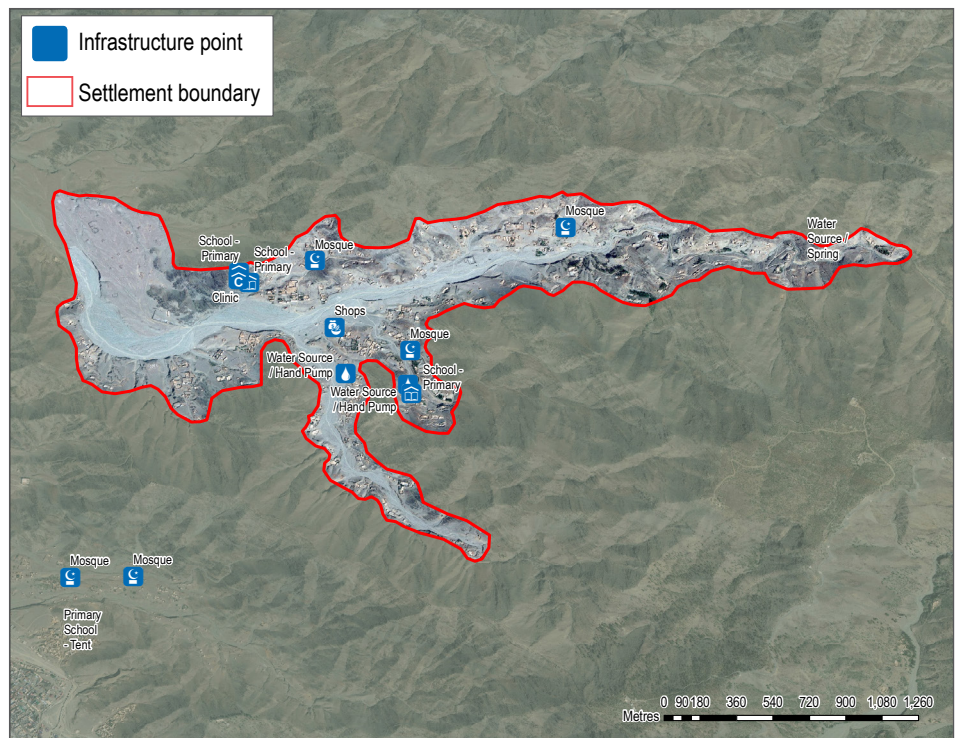 Infrastructure point
Settlement boundary
Mosque
Water
Source /
Spring
School -
Primary
School -
Primary
Mosque
C
Clinic
Shops
Mosque
Water Source
/ Hand Pump
School -
Primary
Water Source
/ Hand Pump
Mosque
Mosque
Primary
School
- Tent
0 90 180 360 540 720 900 1,080 1,260
Metres